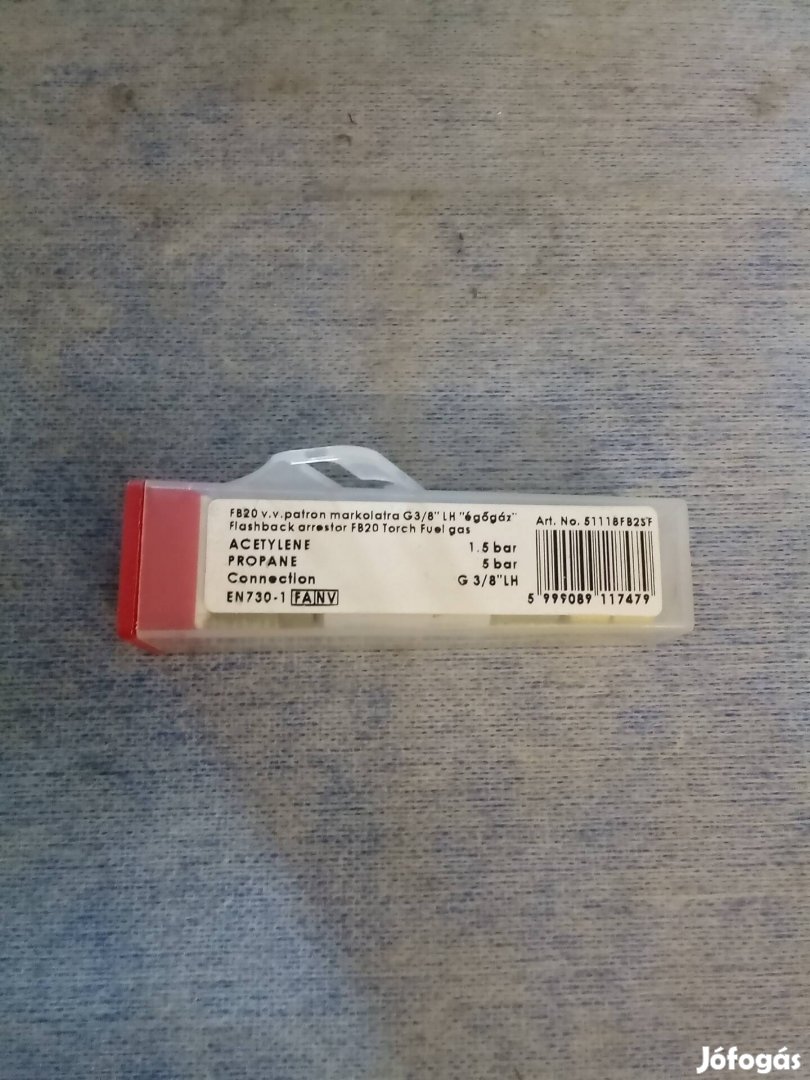 FB20 v.v.patron markolatra G3/8" LH "égőgáz"
Flashback arrestor FB20 Torch Fuel gas
ACETYLENE 1.5 bar
PROPANE 5 bar
Connection G 3/8"LH
EN730-1 FA NV
Art. No. 51118FB25F
5 999089 117479
Jófogás